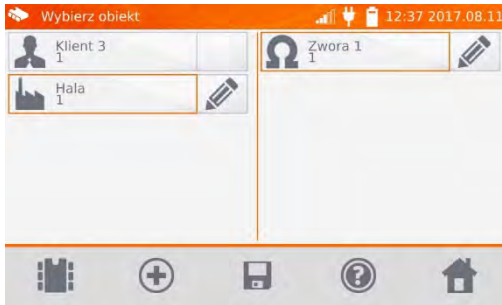 Wybierz obiekt
12:37 2017.08.11
Klient 3
1
Hala
1
Zwora 1
1